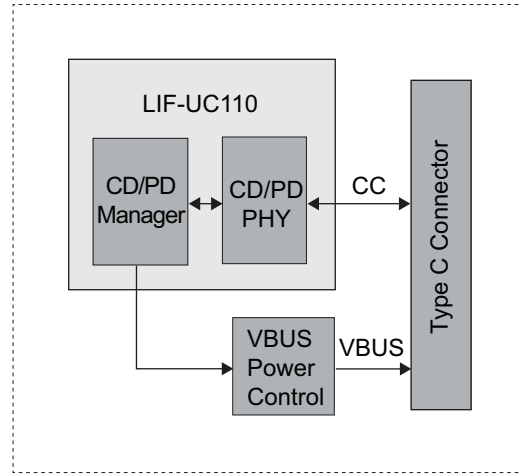 LIF-UC110
CD/PD
Manager
CD/PD
PHY
CC
Type C Connector
VBUS
Power
Control
VBUS